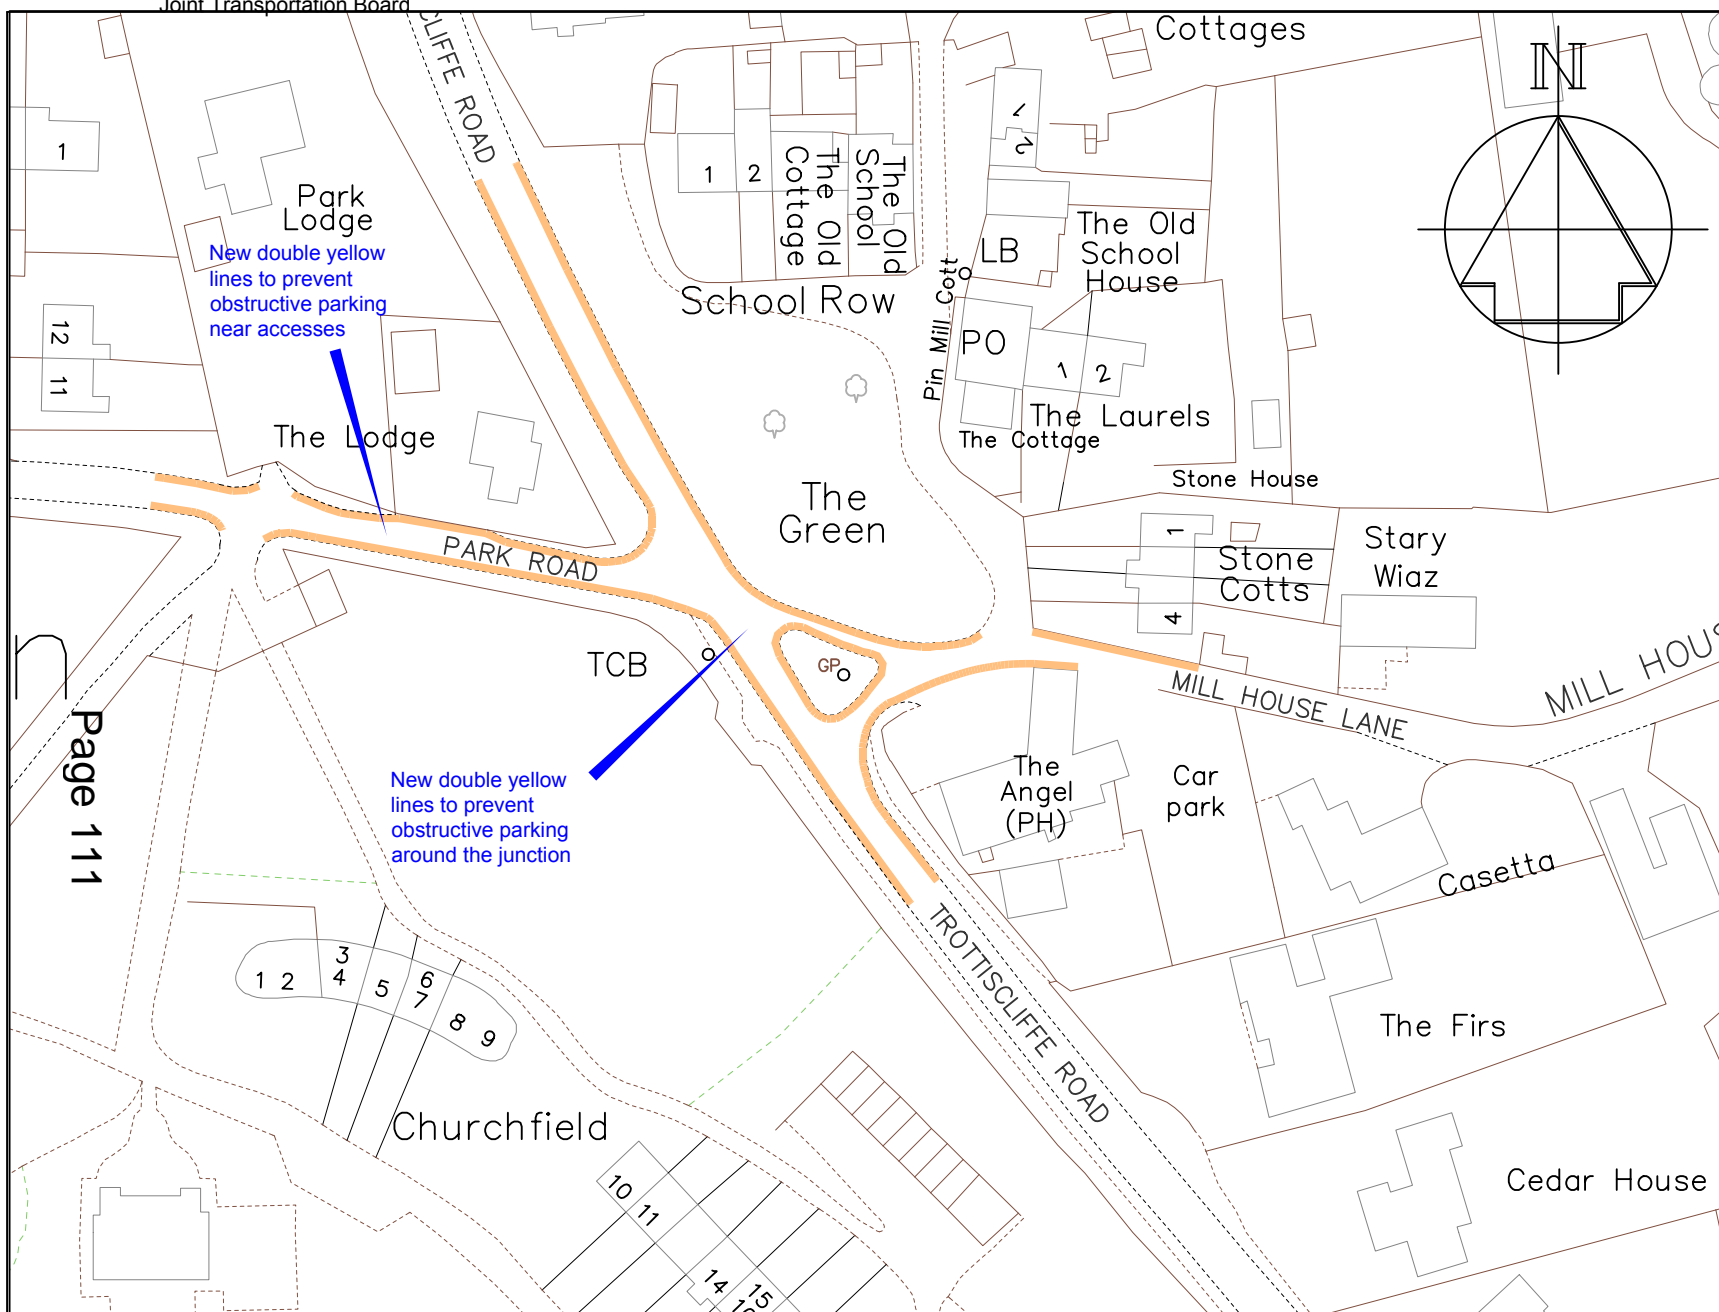 Joint Transportation Board
CLIFFE ROAD
Cottages
N
1
Park
Lodge
1
2
The Old
Cottage
The Old
School
1
2
LB
The Old
School
House
New double yellow
lines to prevent
obstructive parking
near accesses
School Row
Pin Mill Cott
PO
1
2
12
11
The Laurels
The Cottage
The Lodge
Stone House
The
Green
1
Stone
Cotts
4
Stary
Wiaz
PARK ROAD
TCB
GP
MILL HOUSE LANE
MILL HOUS
n
Page 111
New double yellow
lines to prevent
obstructive parking
around the junction
The
Angel
(PH)
Car
park
Casetta
1 2
3
4
5
6
7
8
9
TROTTISCLIFFE ROAD
The Firs
Churchfield
Cedar House
10
11
14
15